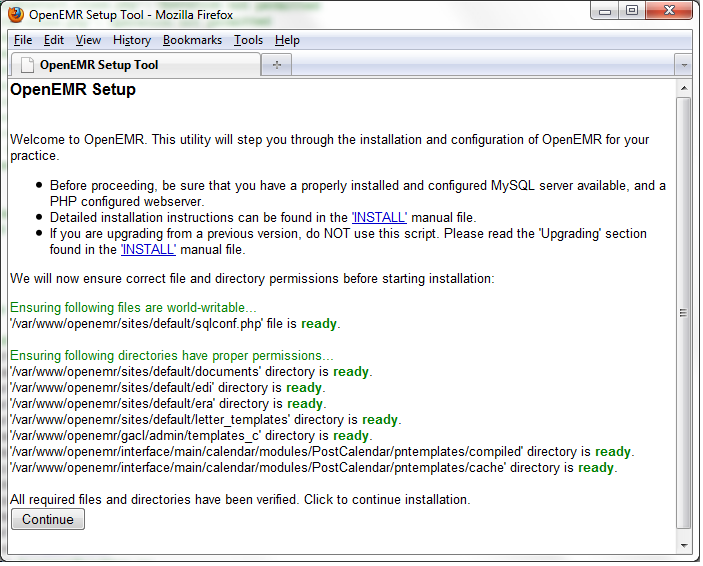 OpenEMR Setup Tool - Mozilla Firefox
File Edit View History Bookmarks Tools Help
OpenEMR Setup Tool
OpenEMR Setup
Welcome to OpenEMR. This utility will step you through the installation and configuration of OpenEMR for your
practice.
Before proceeding, be sure that you have a properly installed and configured MySQL server available, and a
PHP configured webserver.
Detailed installation instructions can be found in the 'INSTALL' manual file.
If you are upgrading from a previous version, do NOT use this script. Please read the 'Upgrading' section
found in the 'INSTALL' manual file.
We will now ensure correct file and directory permissions before starting installation:
Ensuring following files are world-writable...
'/var/www/openemr/sites/default/sqlconf.php' file is ready.
Ensuring following directories have proper permissions...
'/var/www/openemr/sites/default/documents' directory is ready.
'/var/www/openemr/sites/default/edi' directory is ready.
'/var/www/openemr/sites/default/era' directory is ready.
'/var/www/openemr/sites/default/letter_templates' directory is ready.
'/var/www/openemr/gacl/admin/templates_c' directory is ready.
'/var/www/openemr/interface/main/calendar/modules/PostCalendar/pntemplates/compiled' directory is ready.
'/var/www/openemr/interface/main/calendar/modules/PostCalendar/pntemplates/cache' directory is ready.
All required files and directories have been verified. Click to continue installation.
Continue